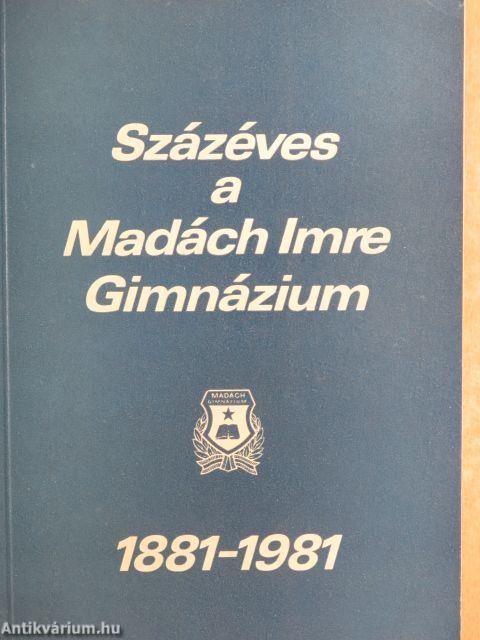 Százéves
a
Madách Imre
Gimnázium
MADÁCH
GIMNÁZIUM
1881-1981
Antikvárium.hu